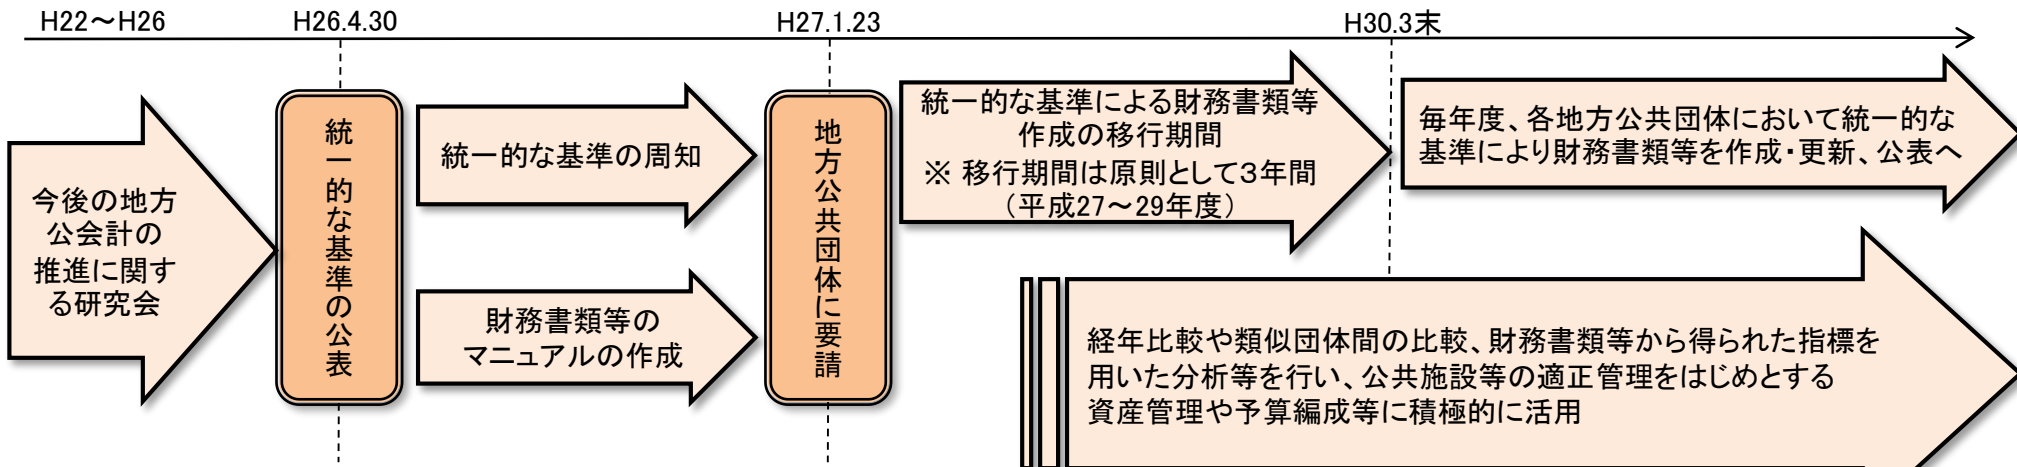 H22～H26
H26.4.30
H27.1.23
H30.3末
今後の地方
公会計の
推進に関す
る研究会
統一的な基準の公表
統一的な基準の周知
財務書類等の
マニュアルの作成
地方公共団体に要請
統一的な基準による財務書類等
作成の移行期間
※ 移行期間は原則として３年間
（平成27～29年度）
毎年度、各地方公共団体において統一的な
基準により財務書類等を作成・更新、公表へ
経年比較や類似団体間の比較、財務書類等から得られた指標を
用いた分析等を行い、公共施設等の適正管理をはじめとする
資産管理や予算編成等に積極的に活用